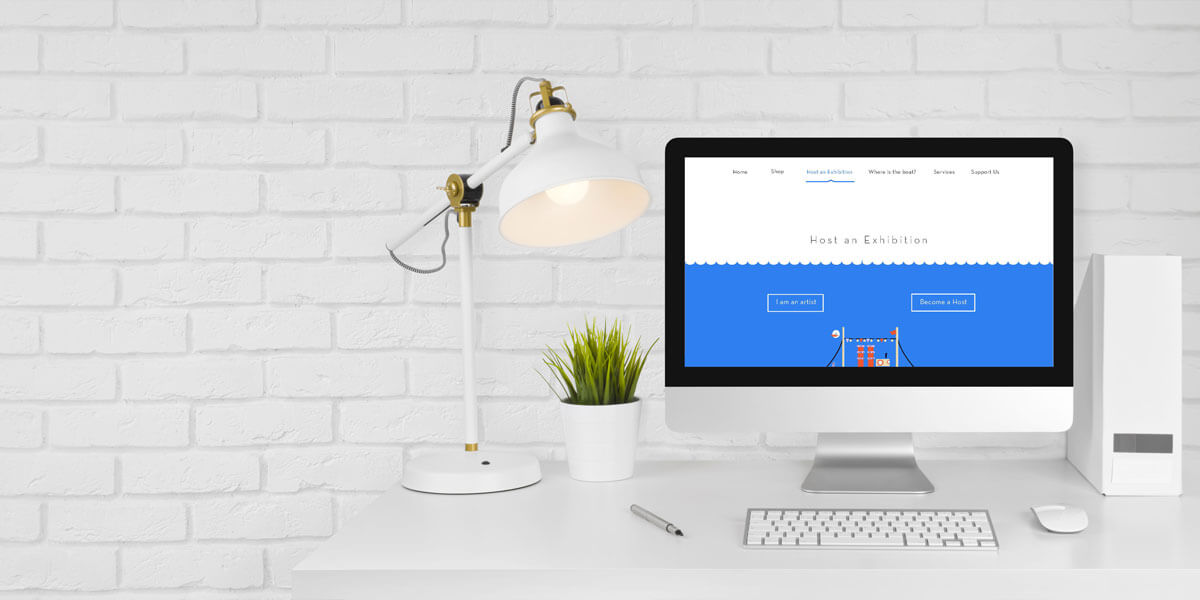 Home Shop Host an Exhibition Where is the boat? Services Support Us
Host an Exhibition
I am an artist Become a Host